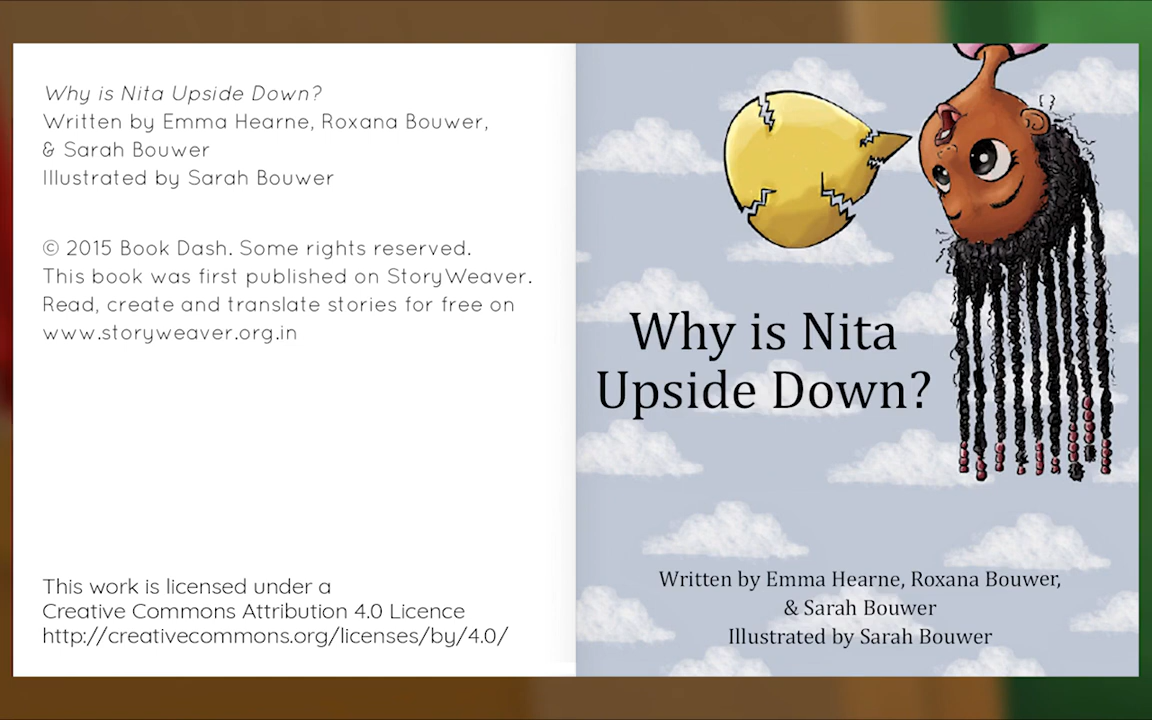 Why is Nita Upside Down?
Written by Emma Hearne, Roxana Bouwer,
& Sarah Bouwer
Illustrated by Sarah Bouwer
© 2015 Book Dash. Some rights reserved.
This book was first published on StoryWeaver.
Read, create and translate stories for free on
www.storyweaver.org.in
This work is licensed under a
Creative Commons Attribution 4.0 Licence
http://creativecommons.org/licenses/by/4.0/
Why is Nita
Upside Down?
Written by Emma Hearne, Roxana Bouwer,
& Sarah Bouwer
Illustrated by Sarah Bouwer